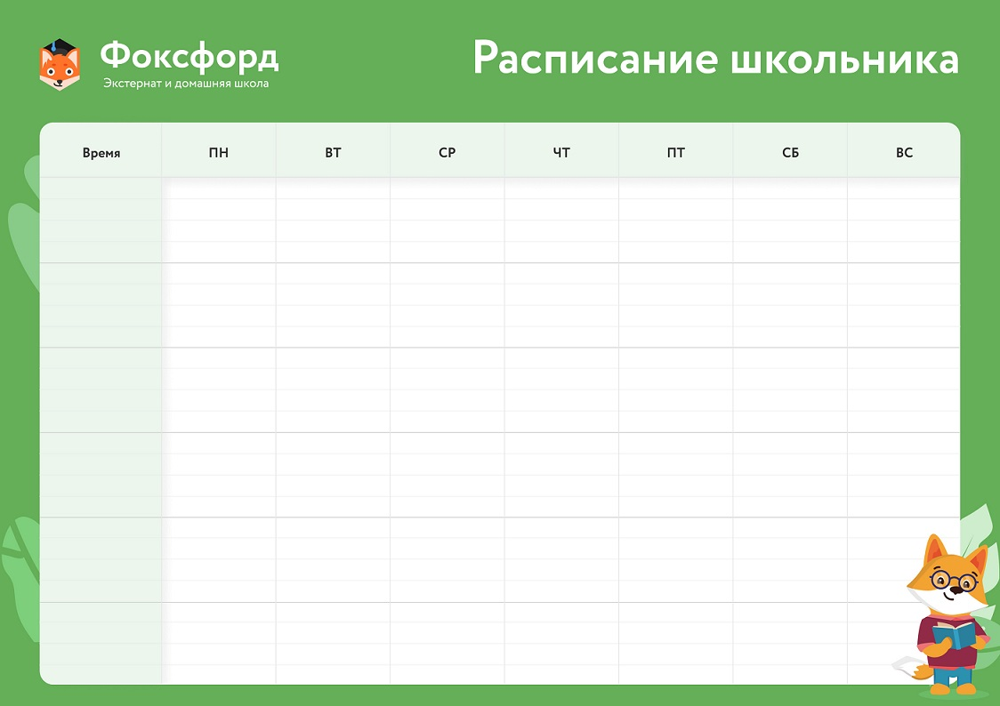 Фоксфорд
Экстернат и домашняя школа
Расписание школьника
Время ПН ВТ СР ЧТ ПТ СБ ВС